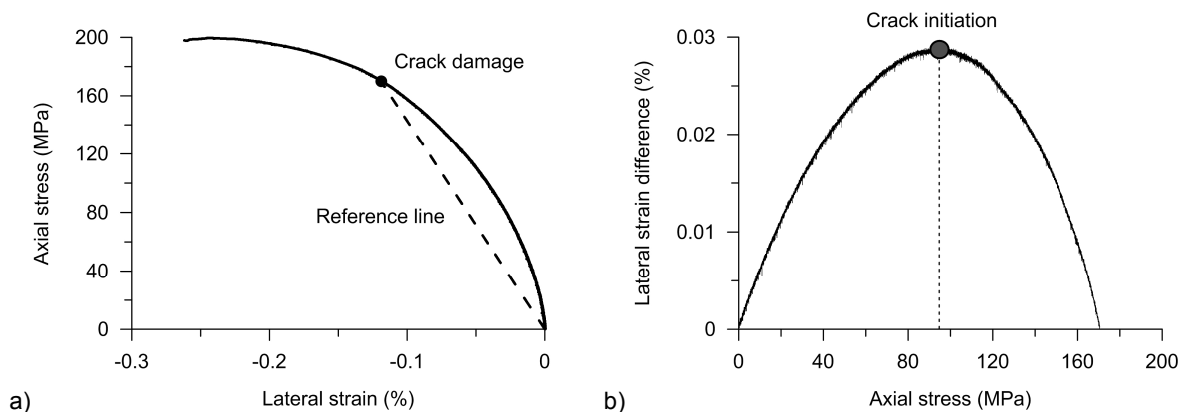 200
160
120
80
40
0
Axial stress (MPa)
Crack damage
Reference line
-0.3
-0.2
-0.1
0
Lateral strain (%)
a)
Crack initiation
0.03
0.02
0.01
0
Lateral strain difference (%)
0
40
80
120
160
200
Axial stress (MPa)
b)